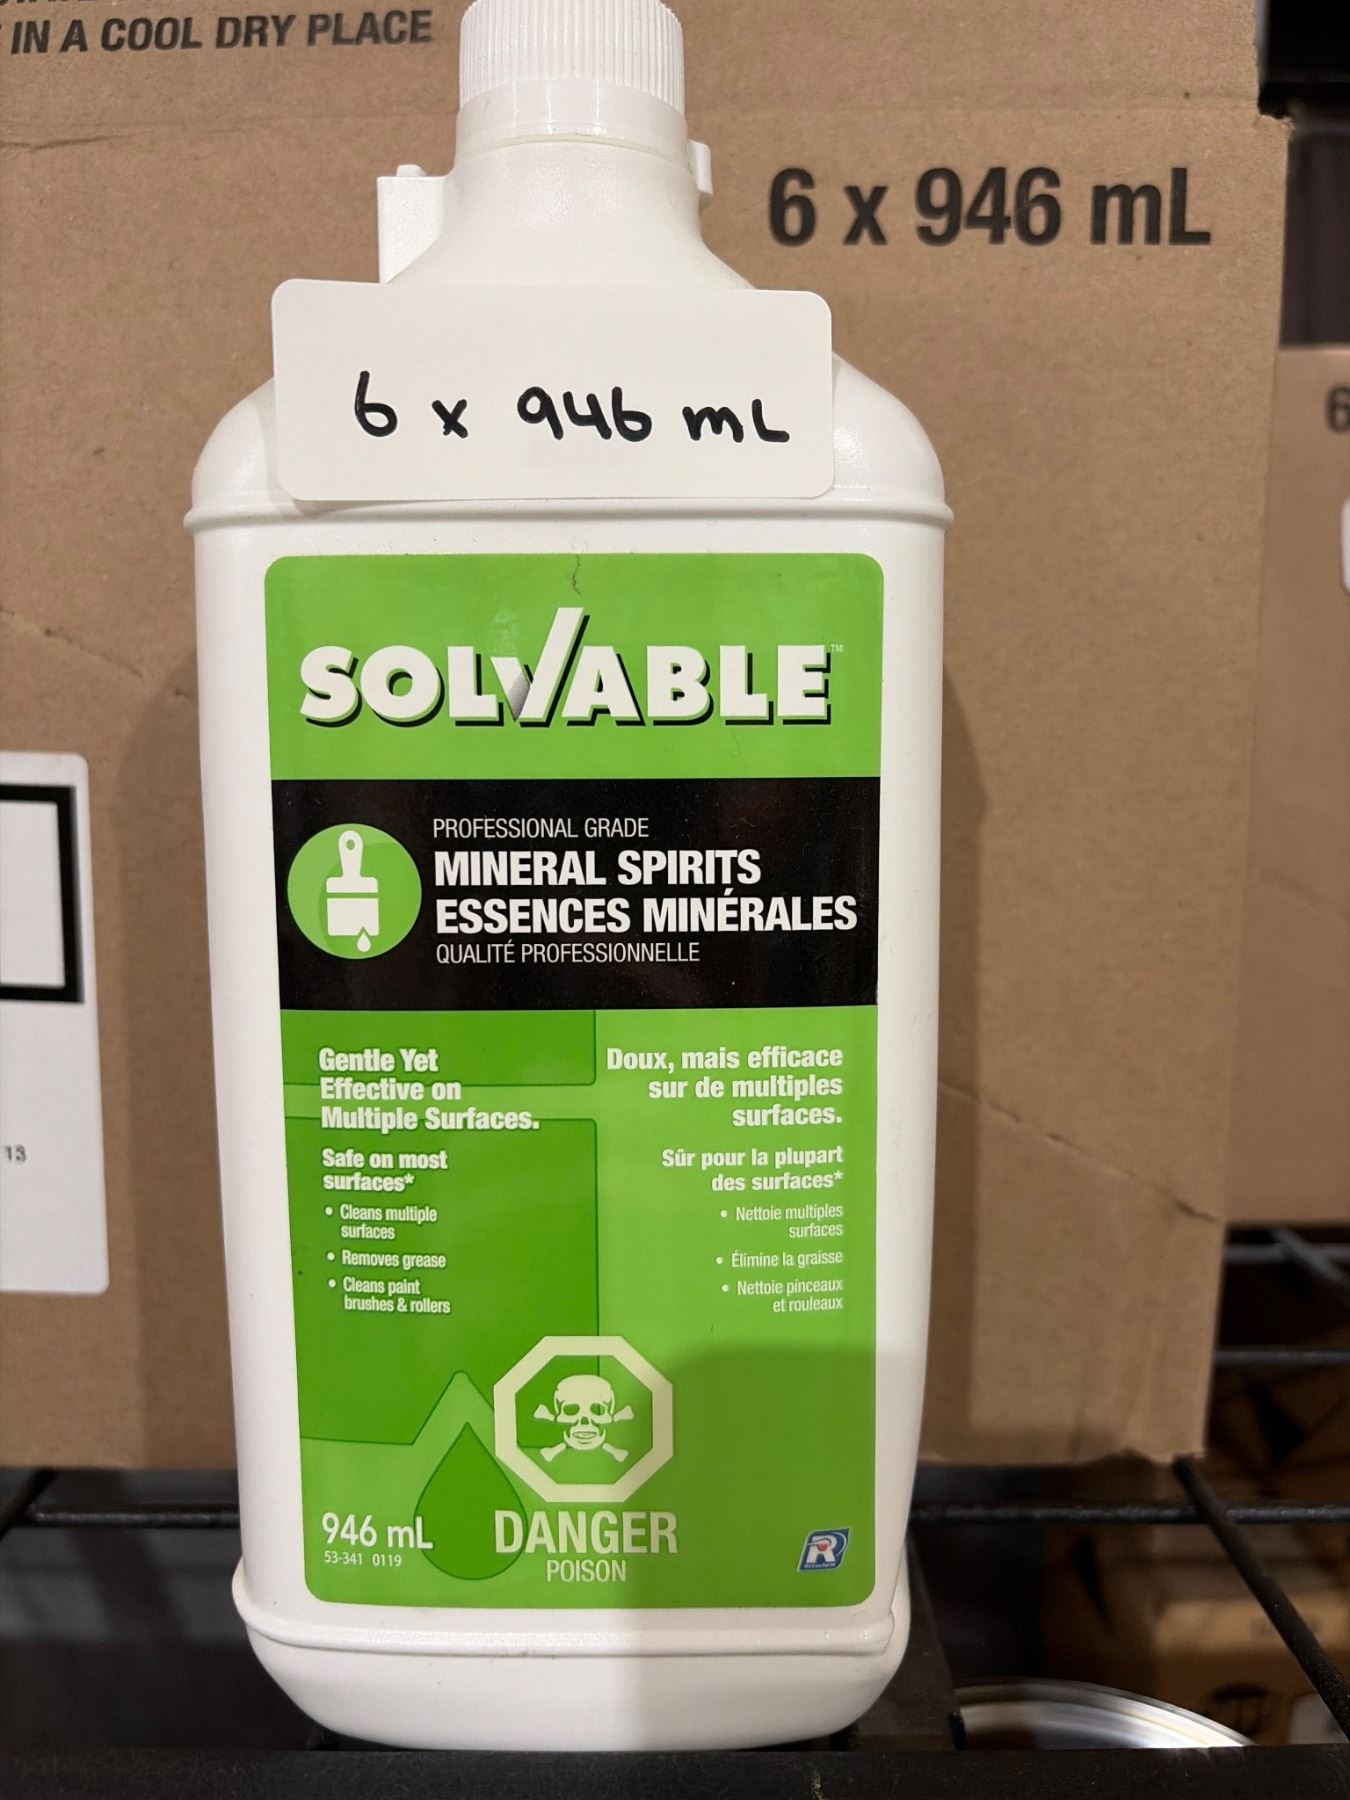 IN A COOL DRY PLACE
6 x 946 mL
6 x 946 mL
SOLVABLE™
PROFESSIONAL GRADE
MINERAL SPIRITS
ESSENCES MINÉRALES
QUALITÉ PROFESSIONNELLE
Gentle Yet
Effective on
Multiple Surfaces.
Safe on most
surfaces*
• Cleans multiple
surfaces
• Removes grease
• Cleans paint
brushes & rollers
Doux, mais efficace
sur de multiples
surfaces.
Sûr pour la plupart
des surfaces*
• Nettoie multiples
surfaces
• Élimine la graisse
• Nettoie pinceaux
et rouleaux
946 mL
53-341 0119
DANGER
POISON
R
13
6